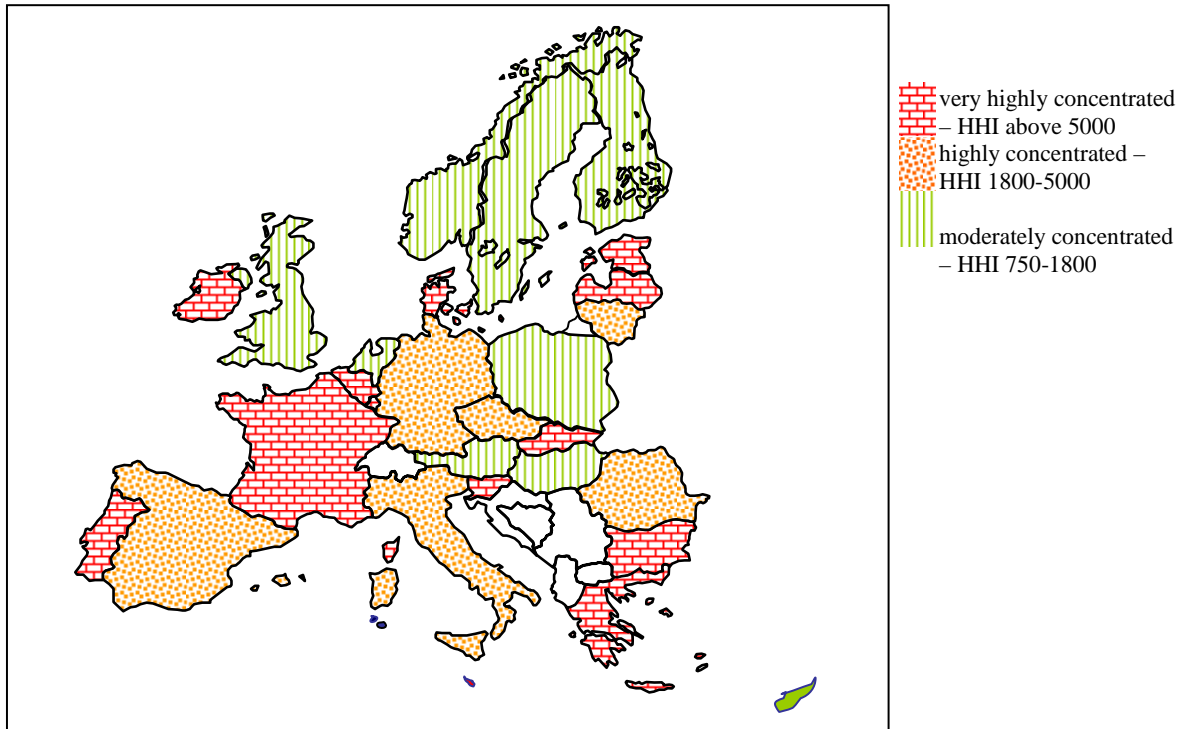 very highly concentrated
– HHI above 5000
highly concentrated –
HHI 1800-5000
moderately concentrated
– HHI 750-1800